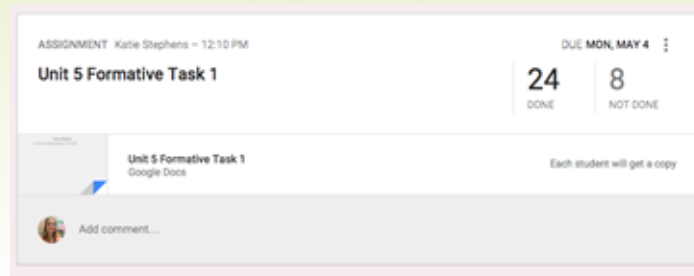 ASSIGNMENT Katie Stephens – 12:10 PM
DUE MON, MAY 4
Unit 5 Formative Task 1
24
DONE
8
NOT DONE
Unit 5 Formative Task 1
Google Docs
Each student will get a copy
Add comment...